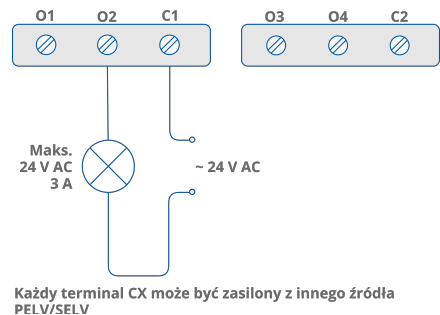 O1 O2 C1 O3 O4 C2
Maks.
24 V AC
3 A
~ 24 V AC
Każdy terminal CX może być zasilony z innego źródła
PELV/SELV